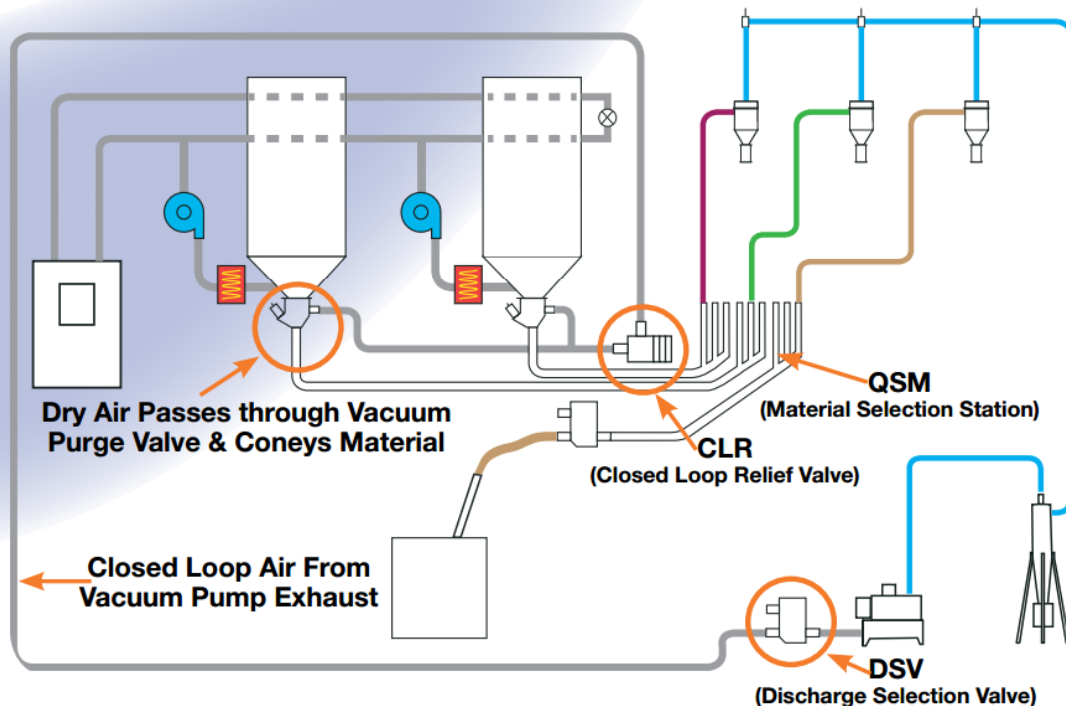 QSM
(Material Selection Station)
Dry Air Passes through Vacuum
Purge Valve & Coneys Material
CLR
(Closed Loop Relief Valve)
Closed Loop Air From
Vacuum Pump Exhaust
DSV
(Discharge Selection Valve)